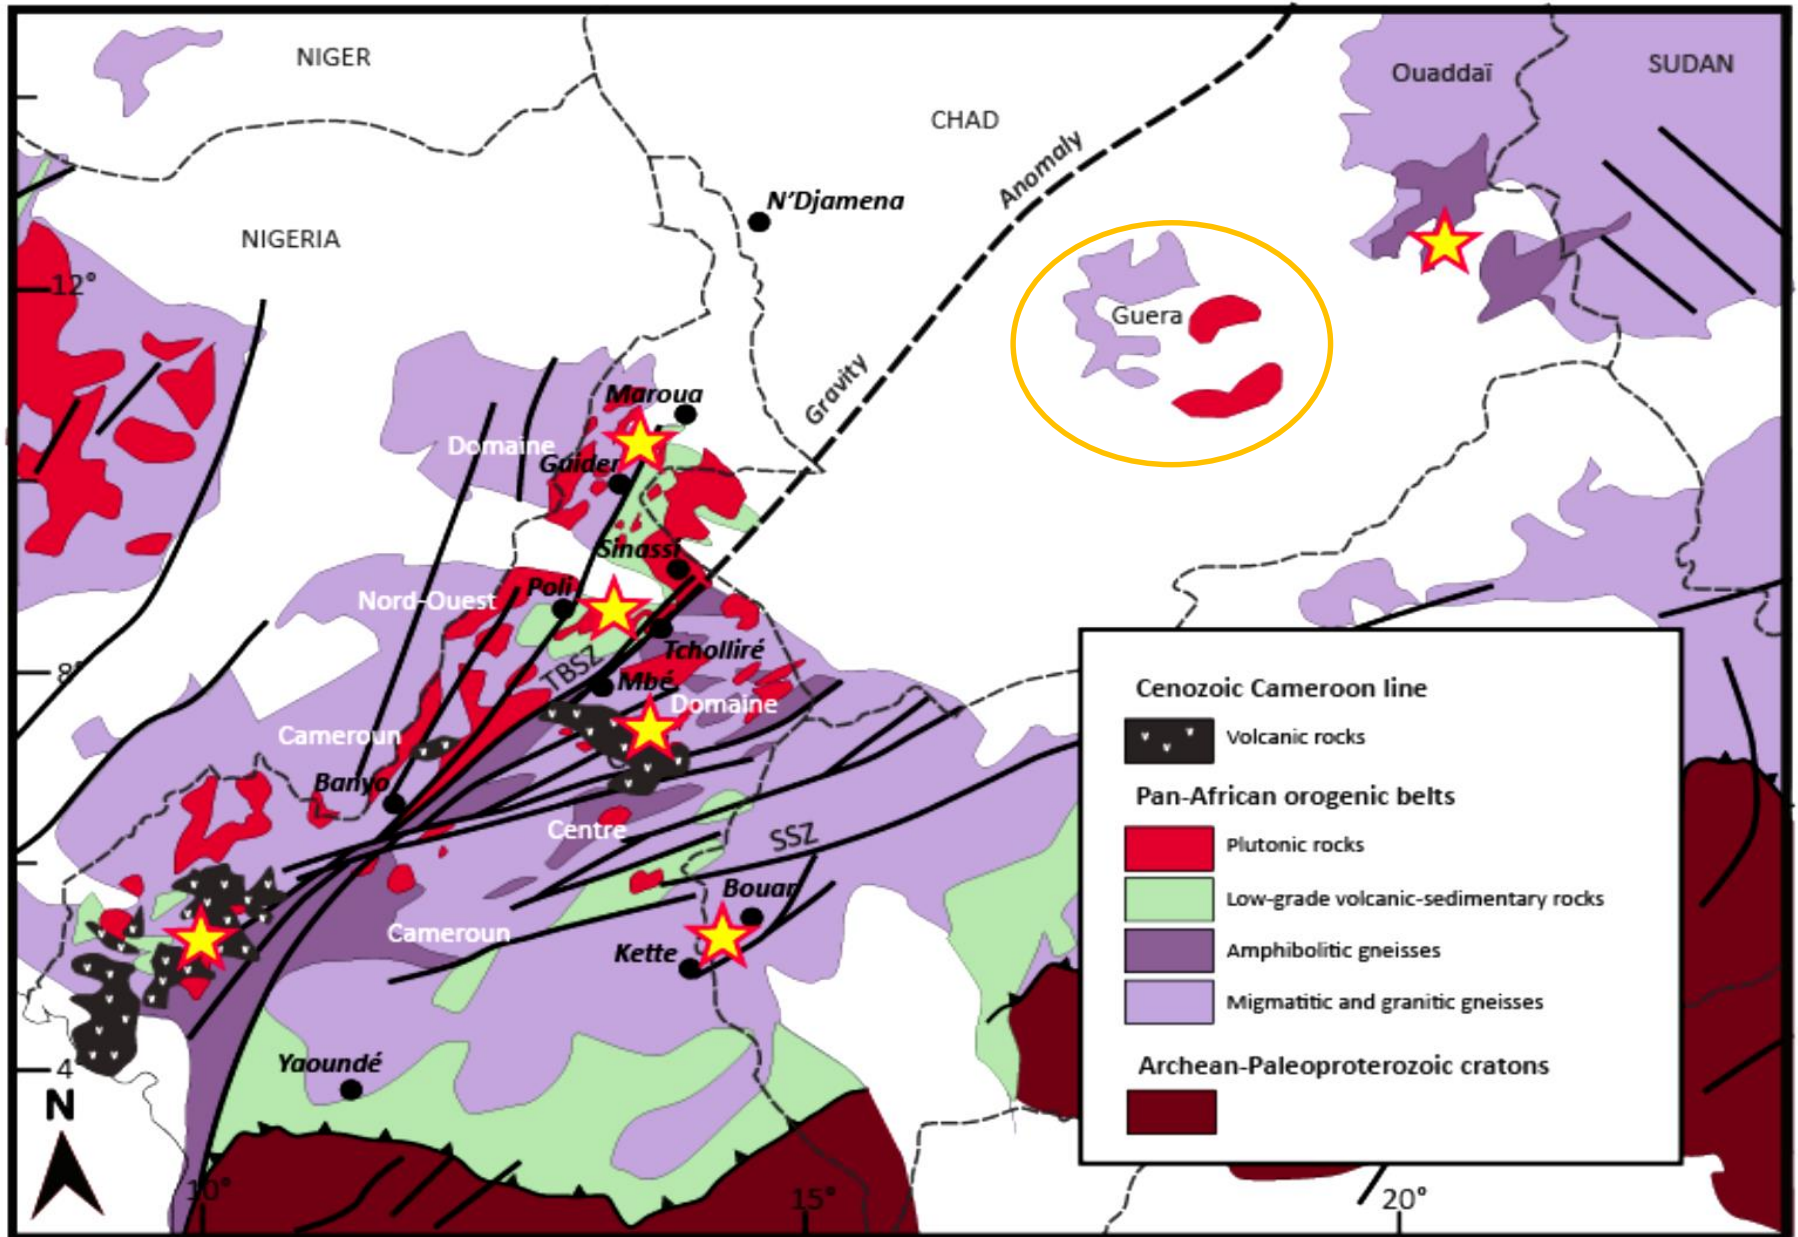 NIGER
CHAD
Ouaddaï
SUDAN
Anomaly
N'Djamena
NIGERIA
12°
Guera
Gravity
Maroua
Domaine
Guider
Sinassi
Poli
Nord-Ouest
Tcholliré
TBSZ
8°
Mbé
Domaine
Cameroun
Banyo
Centre
SSZ
Bouar
Cameroun
Kette
Yaoundé
4
N
10°
15°
20°
Cenozoic Cameroon line
Volcanic rocks
Pan-African orogenic belts
Plutonic rocks
Low-grade volcanic-sedimentary rocks
Amphibolitic gneisses
Migmatitic and granitic gneisses
Archean-Paleoproterozoic cratons